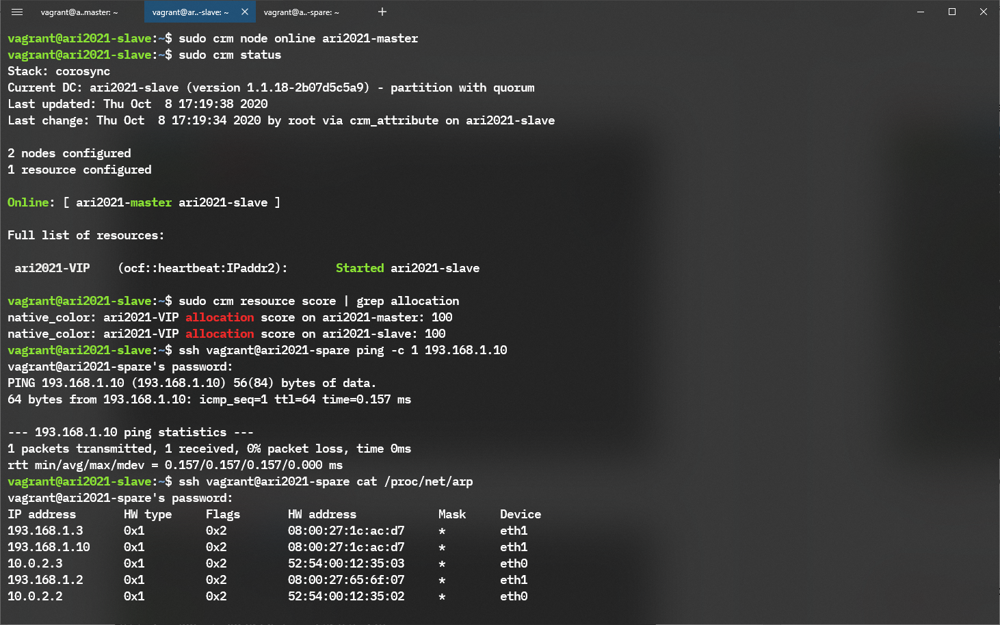 vagrant@a..master: ~ vagrant@ar..-slave: ~ vagrant@a..-spare: ~
vagrant@ari2021-slave:~$ sudo crm node online ari2021-master
vagrant@ari2021-slave:~$ sudo crm status
Stack: corosync
Current DC: ari2021-slave (version 1.1.18-2b07d5c5a9) - partition with quorum
Last updated: Thu Oct  8 17:19:38 2020
Last change: Thu Oct  8 17:19:34 2020 by root via crm_attribute on ari2021-slave
2 nodes configured
1 resource configured
Online: [ ari2021-master ari2021-slave ]
Full list of resources:
 ari2021-VIP    (ocf::heartbeat:IPaddr2):       Started ari2021-slave
vagrant@ari2021-slave:~$ sudo crm resource score | grep allocation
native_color: ari2021-VIP allocation score on ari2021-master: 100
native_color: ari2021-VIP allocation score on ari2021-slave: 100
vagrant@ari2021-slave:~$ ssh vagrant@ari2021-spare ping -c 1 193.168.1.10
vagrant@ari2021-spare's password:
PING 193.168.1.10 (193.168.1.10) 56(84) bytes of data.
64 bytes from 193.168.1.10: icmp_seq=1 ttl=64 time=0.157 ms
--- 193.168.1.10 ping statistics ---
1 packets transmitted, 1 received, 0% packet loss, time 0ms
rtt min/avg/max/mdev = 0.157/0.157/0.157/0.000 ms
vagrant@ari2021-slave:~$ ssh vagrant@ari2021-spare cat /proc/net/arp
vagrant@ari2021-spare's password:
IP address       HW type     Flags       HW address            Mask     Device
193.168.1.3      0x1         0x2         08:00:27:1c:ac:d7     *        eth1
193.168.1.10     0x1         0x2         08:00:27:1c:ac:d7     *        eth1
10.0.2.3         0x1         0x2         52:54:00:12:35:03     *        eth0
193.168.1.2      0x1         0x2         08:00:27:65:6f:07     *        eth1
10.0.2.2         0x1         0x2         52:54:00:12:35:02     *        eth0